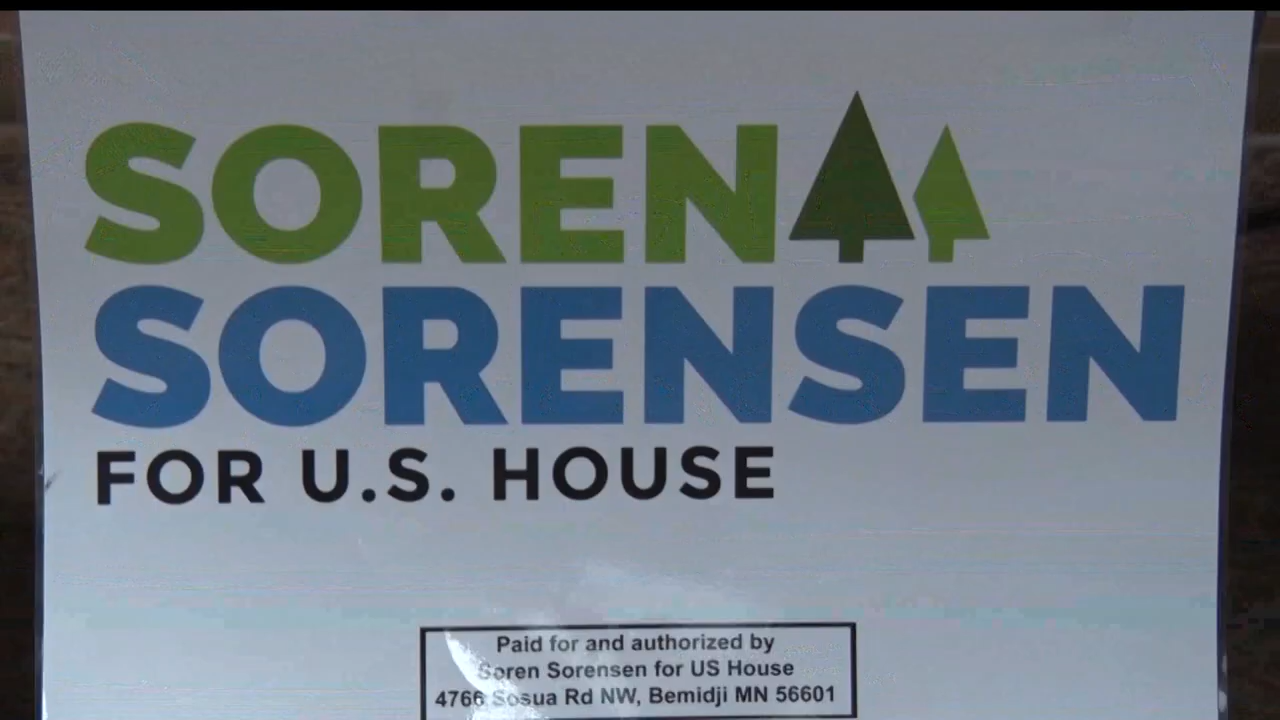 SOREN
SORENSEN
FOR U.S. HOUSE
Paid for and authorized by
Soren Sorensen for US House
4766 Sosua Rd NW, Bemidji MN 56601